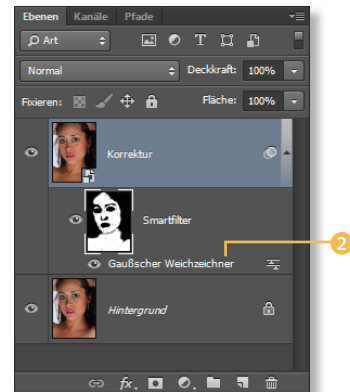 Ebenen Kanäle Pfade
Art T
Normal Deckkraft: 100%
Fixieren: Fläche: 100%
Korrektur
Smartfilter
Gaußscher Weichzeichner 2
Hintergrund
fx.